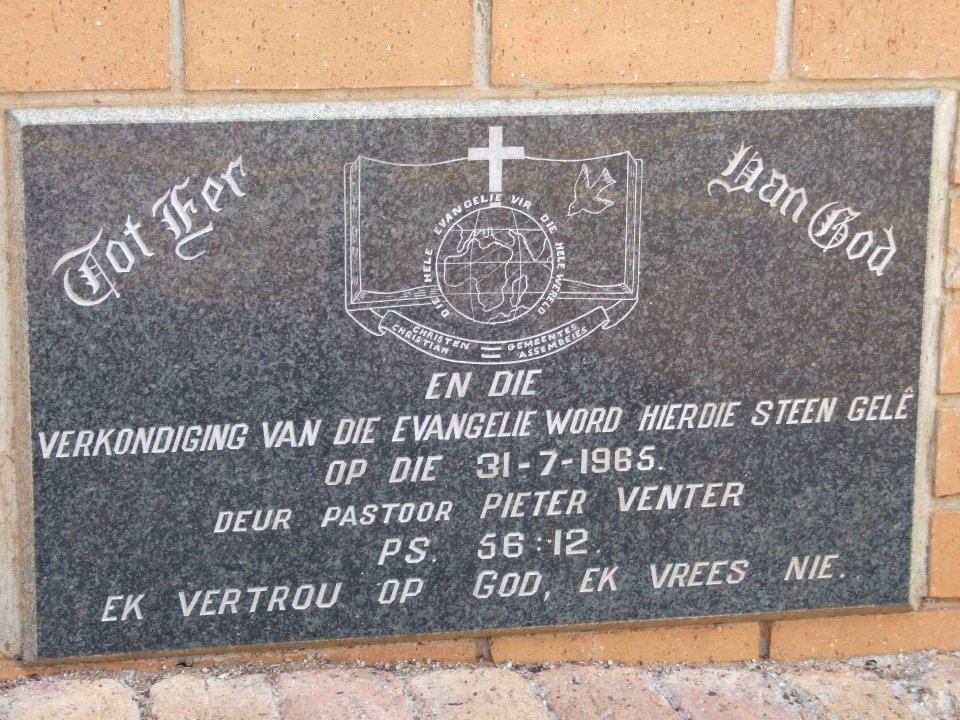 Tot Eer Van God
DIE HELE EVANGELIE VIR DIE HELE WERELD
CHRISTEN = GEMEENTES
CHRISTIAN = ASSEMBLIES
EN DIE
VERKONDIGING VAN DIE EVANGELIE WORD HIERDIE STEEN GELÊ
OP DIE 31-7-1965.
DEUR PASTOOR PIETER VENTER
PS. 56:12.
EK VERTROU OP GOD, EK VREES NIE.